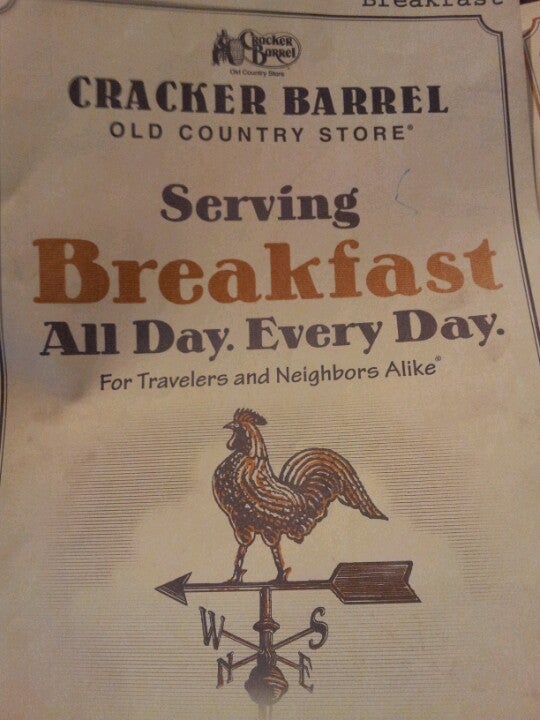 Breakfast
Cracker
Barrel
Old Country Store
CRACKER BARREL
OLD COUNTRY STORE®
Serving
Breakfast
All Day. Every Day.
For Travelers and Neighbors Alike®
W S
N E